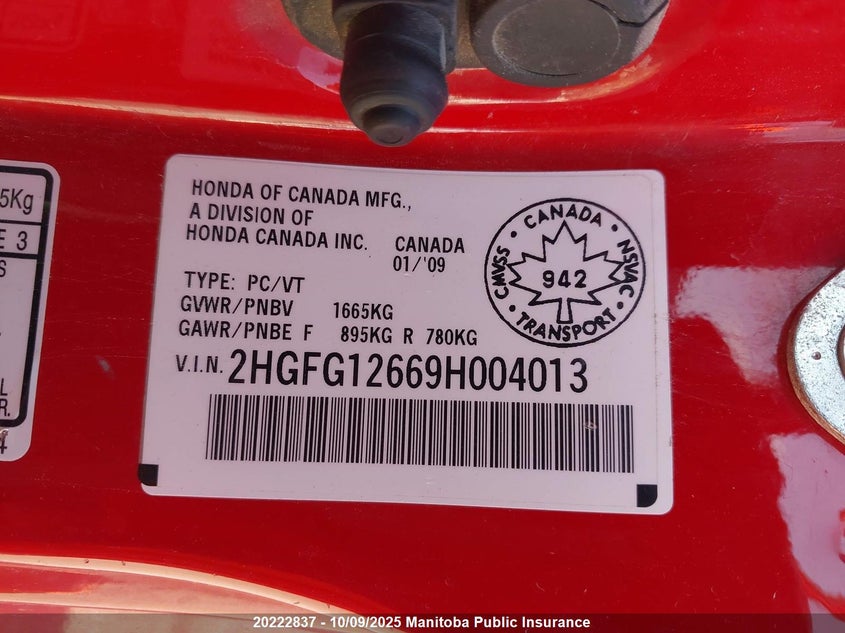 HONDA OF CANADA MFG.,
A DIVISION OF
HONDA CANADA INC. CANADA
01/'09
TYPE: PC/VT
GVWR/PNBV 1665KG
GAWR/PNBE F 895KG R 780KG
V.I.N. 2HGFG12669H004013
CANADA
CMVSS 942 NSVAC
TRANSPORT
5Kg
E 3
S
L
R.
4
20222837 - 10/09/2025 Manitoba Public Insurance